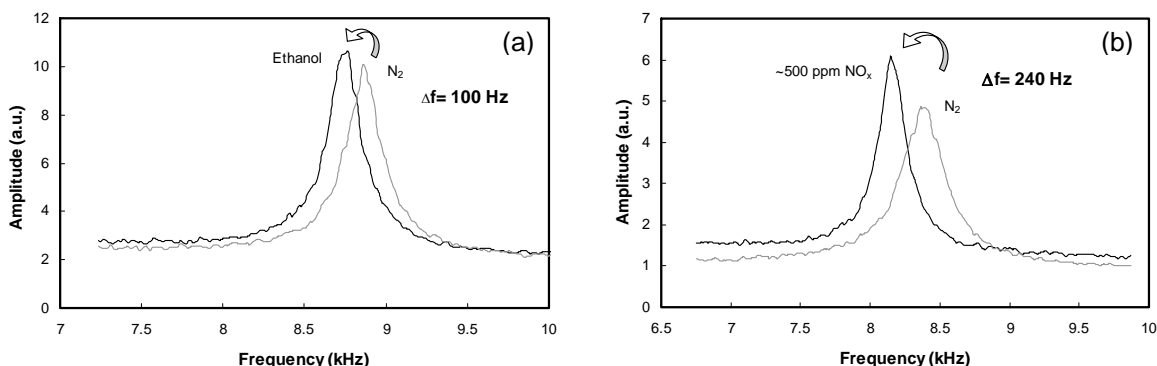 (a)
12
10
8
6
4
2
0
Amplitude (a.u.)
Ethanol
N₂
Δf= 100 Hz
7 7.5 8 8.5 9 9.5 10
Frequency (kHz)
(b)
7
6
5
4
3
2
1
0
Amplitude (a.u.)
~500 ppm NOₓ
N₂
Δf= 240 Hz
6.5 7 7.5 8 8.5 9 9.5 10
Frequency (kHz)